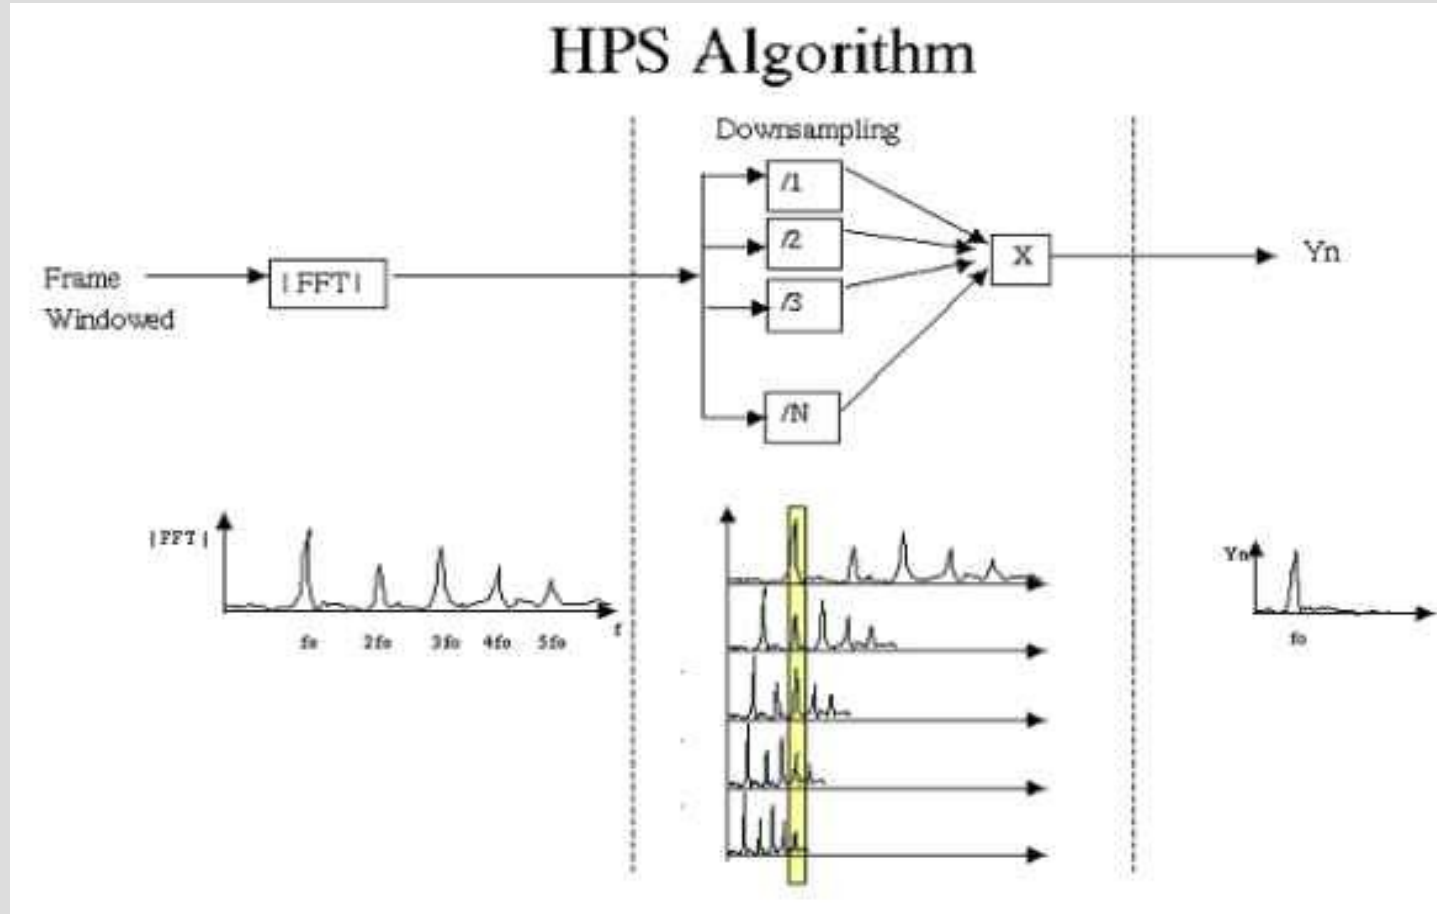 HPS Algorithm
Downsampling
/1
/2
/3
/N
X
Yn
Frame
Windowed
|FFT|
|FFT|
f
fo
2fo
3fo
4fo
5fo
Yn
fo